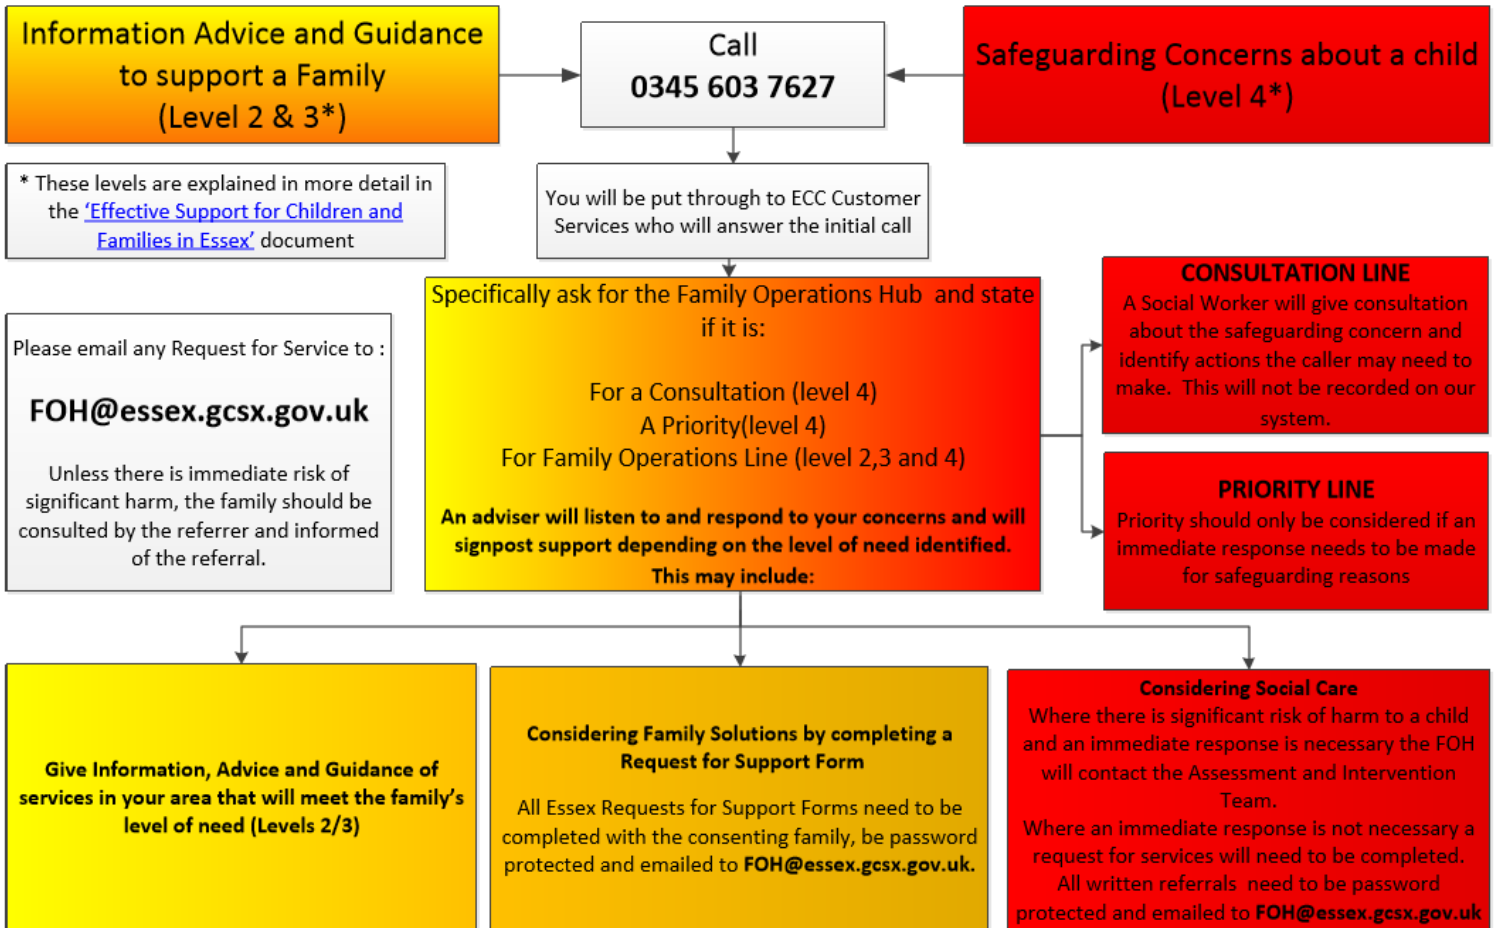 Information Advice and Guidance
to support a Family
(Level 2 & 3*)
Call
0345 603 7627
Safeguarding Concerns about a child
(Level 4*)
* These levels are explained in more detail in
the ‘Effective Support for Children and
Families in Essex’ document
You will be put through to ECC Customer
Services who will answer the initial call
Please email any Request for Service to :
FOH@essex.gcsx.gov.uk
Unless there is immediate risk of
significant harm, the family should be
consulted by the referrer and informed
of the referral.
Specifically ask for the Family Operations Hub and state
if it is:
For a Consultation (level 4)
A Priority(level 4)
For Family Operations Line (level 2,3 and 4)
An adviser will listen to and respond to your concerns and will
signpost support depending on the level of need identified.
This may include:
CONSULTATION LINE
A Social Worker will give consultation
about the safeguarding concern and
identify actions the caller may need to
make. This will not be recorded on our
system.
PRIORITY LINE
Priority should only be considered if an
immediate response needs to be made
for safeguarding reasons
Give Information, Advice and Guidance of
services in your area that will meet the family’s
level of need (Levels 2/3)
Considering Family Solutions by completing a
Request for Support Form
All Essex Requests for Support Forms need to be
completed with the consenting family, be password
protected and emailed to FOH@essex.gcsx.gov.uk.
Considering Social Care
Where there is significant risk of harm to a child
and an immediate response is necessary the FOH
will contact the Assessment and Intervention
Team.
Where an immediate response is not necessary a
request for services will need to be completed.
All written referrals need to be password
protected and emailed to FOH@essex.gcsx.gov.uk